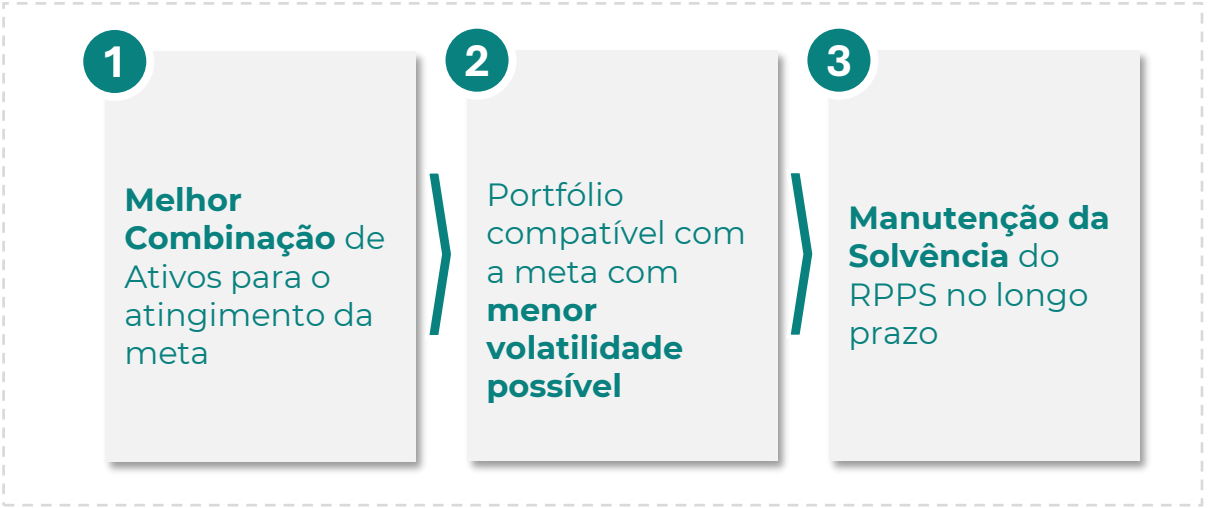 1
Melhor
Combinação de
Ativos para o
atingimento da
meta
2
Portfólio
compatível com
a meta com
menor
volatilidade
possível
3
Manutenção da
Solvência do
RPPS no longo
prazo